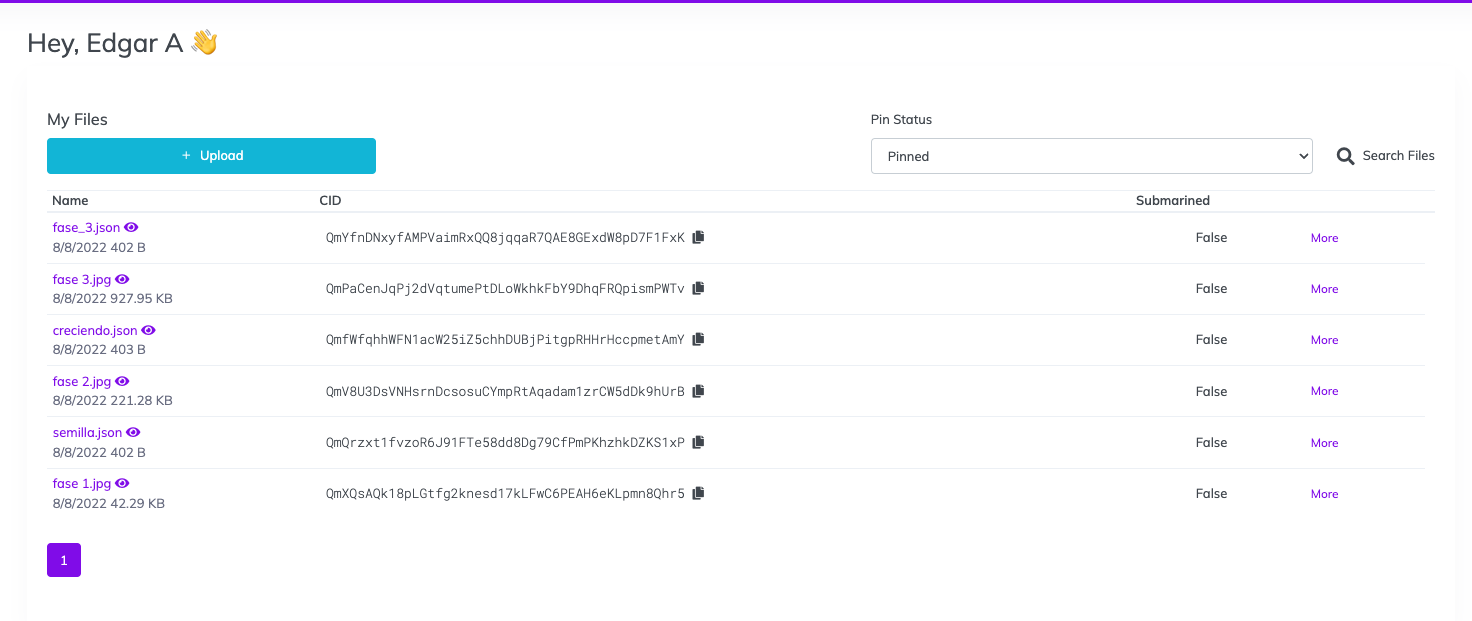 Hey, Edgar A 👋
My Files
Pin Status
+ Upload
Pinned
Search Files
Name CID Submarined
fase_3.json
8/8/2022 402 B
QmYfnDNxyfAMPVaimRxQQ8jqqaR7QAE8GExdW8pD7F1FxK False More
fase 3.jpg
8/8/2022 927.95 KB
QmPaCenJqPj2dVqtumePtDLoWkhkFbY9DhqFRQpismPWTv False More
creciendo.json
8/8/2022 403 B
QmfWfqhhWFN1acW25iZ5chhDUBjPitgpRHHrHccpmetAmY False More
fase 2.jpg
8/8/2022 221.28 KB
QmV8U3DsVNHsrnDcsosuCYmpRtAqadam1zrCW5dDk9hUrB False More
semilla.json
8/8/2022 402 B
QmQrzxt1fvzoR6J91FTe58dd8Dg79CfPmPKhzhkDZKS1xP False More
fase 1.jpg
8/8/2022 42.29 KB
QmXQsAQk18pLGtfg2knesd17kLFwC6PEAH6eKLpmn8Qhr5 False More
1